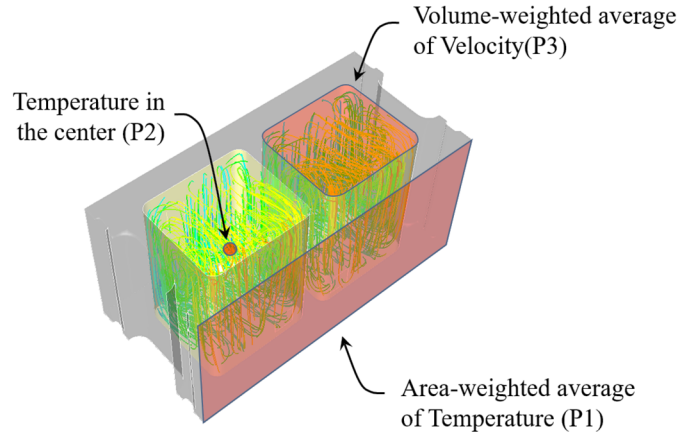 Volume-weighted average
of Velocity(P3)
Temperature in
the center (P2)
Area-weighted average
of Temperature (P1)